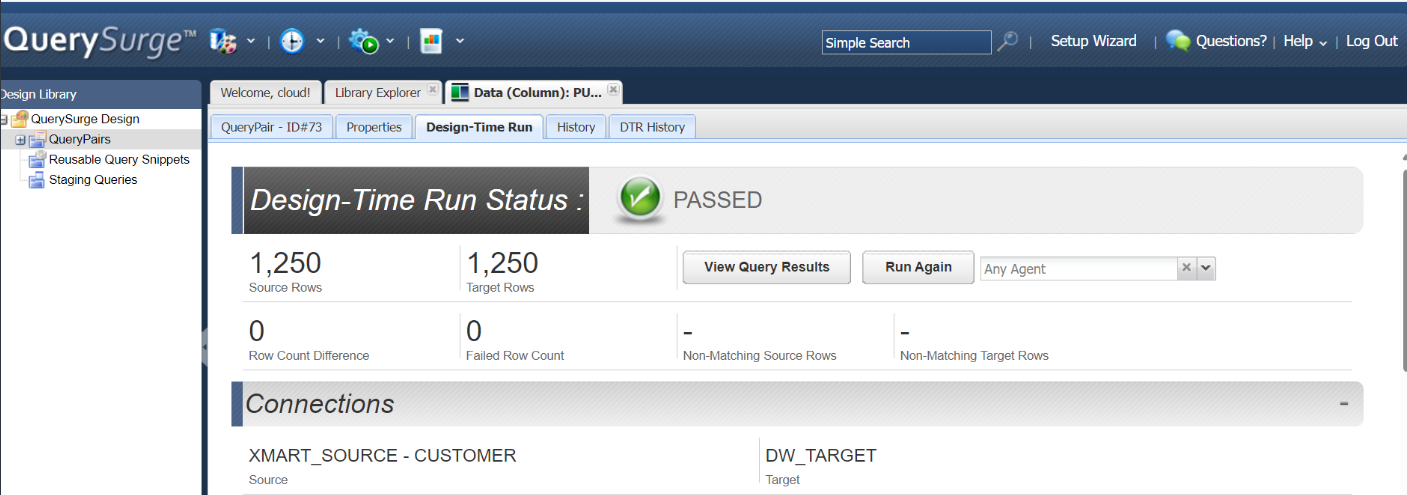 QuerySurge™
Simple Search
Setup Wizard
Questions?
Help
Log Out
Design Library
Welcome, cloud!
Library Explorer
Data (Column): PU...
QuerySurge Design
QueryPairs
Reusable Query Snippets
Staging Queries
QueryPair - ID#73
Properties
Design-Time Run
History
DTR History
Design-Time Run Status :
PASSED
1,250
Source Rows
1,250
Target Rows
View Query Results
Run Again
Any Agent
0
Row Count Difference
0
Failed Row Count
-
Non-Matching Source Rows
-
Non-Matching Target Rows
Connections
-
XMART_SOURCE - CUSTOMER
Source
DW_TARGET
Target